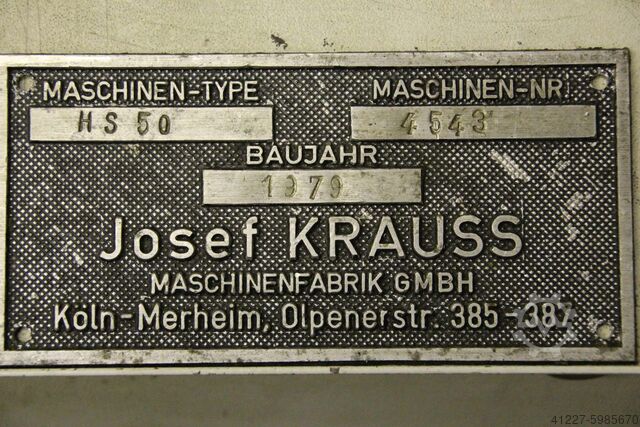 MASCHINEN-TYPE MASCHINEN-NR.
HS 50 4543
BAUJAHR
1979
Josef KRAUSS
MASCHINENFABRIK GMBH
Köln-Merheim, Olpenerstr. 385-387
41227-5985670